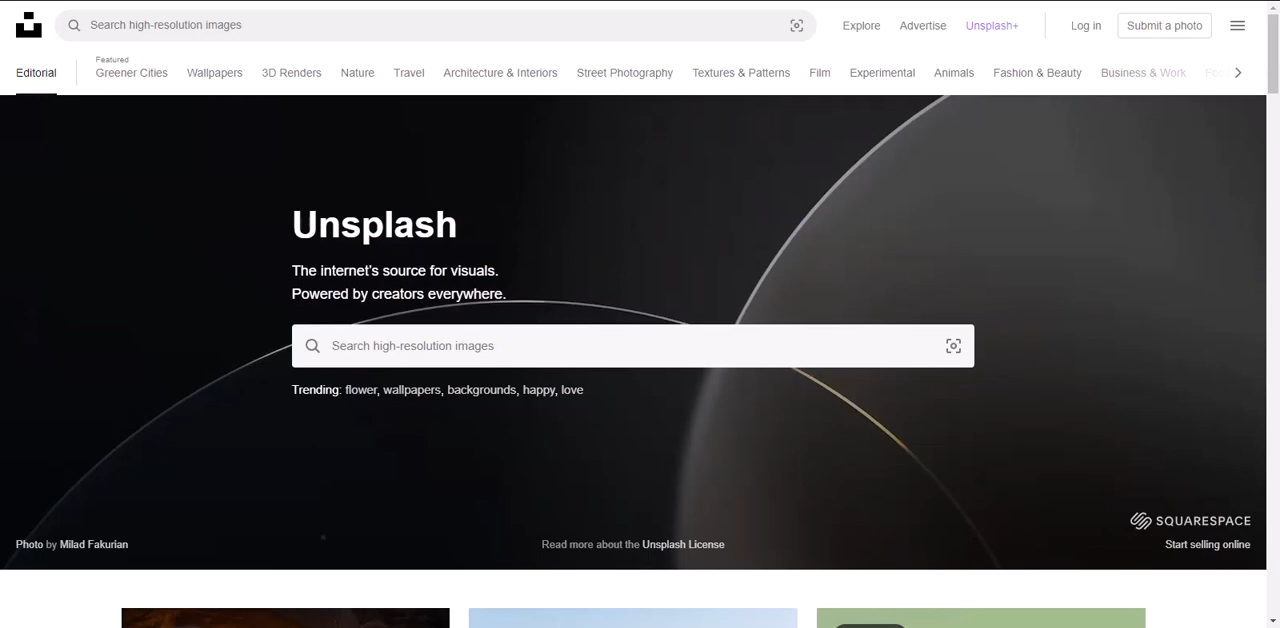 Search high-resolution images
Explore
Advertise
Unsplash+
Log in
Submit a photo
Editorial
Featured
Greener Cities
Wallpapers
3D Renders
Nature
Travel
Architecture & Interiors
Street Photography
Textures & Patterns
Film
Experimental
Animals
Fashion & Beauty
Business & Work
Unsplash
The internet's source for visuals.
Powered by creators everywhere.
Search high-resolution images
Trending: flower, wallpapers, backgrounds, happy, love
SQUARESPACE
Photo by Milad Fakurian
Read more about the Unsplash License
Start selling online